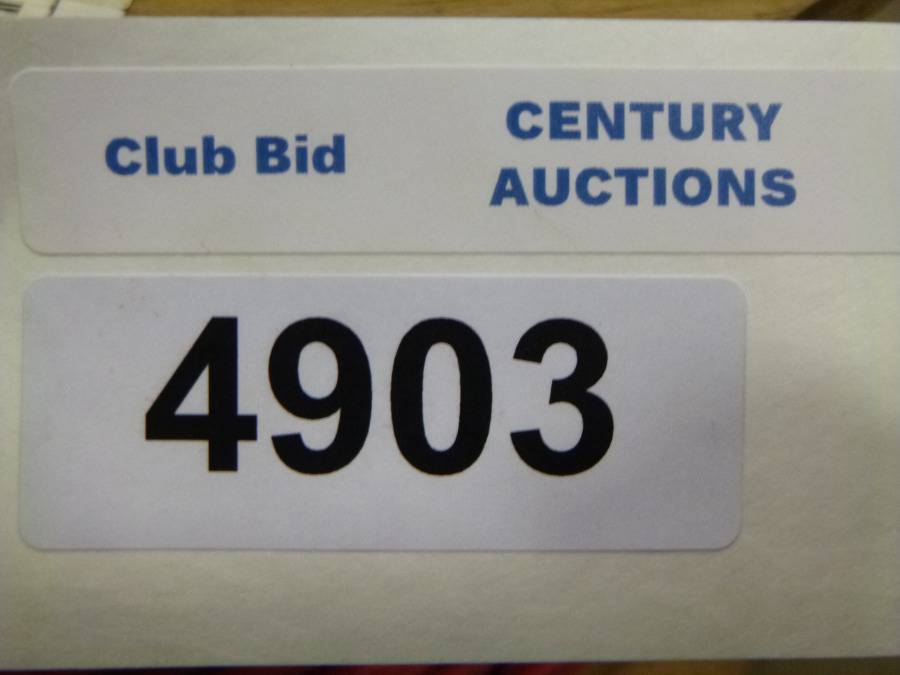 Club Bid
CENTURY
AUCTIONS
4903